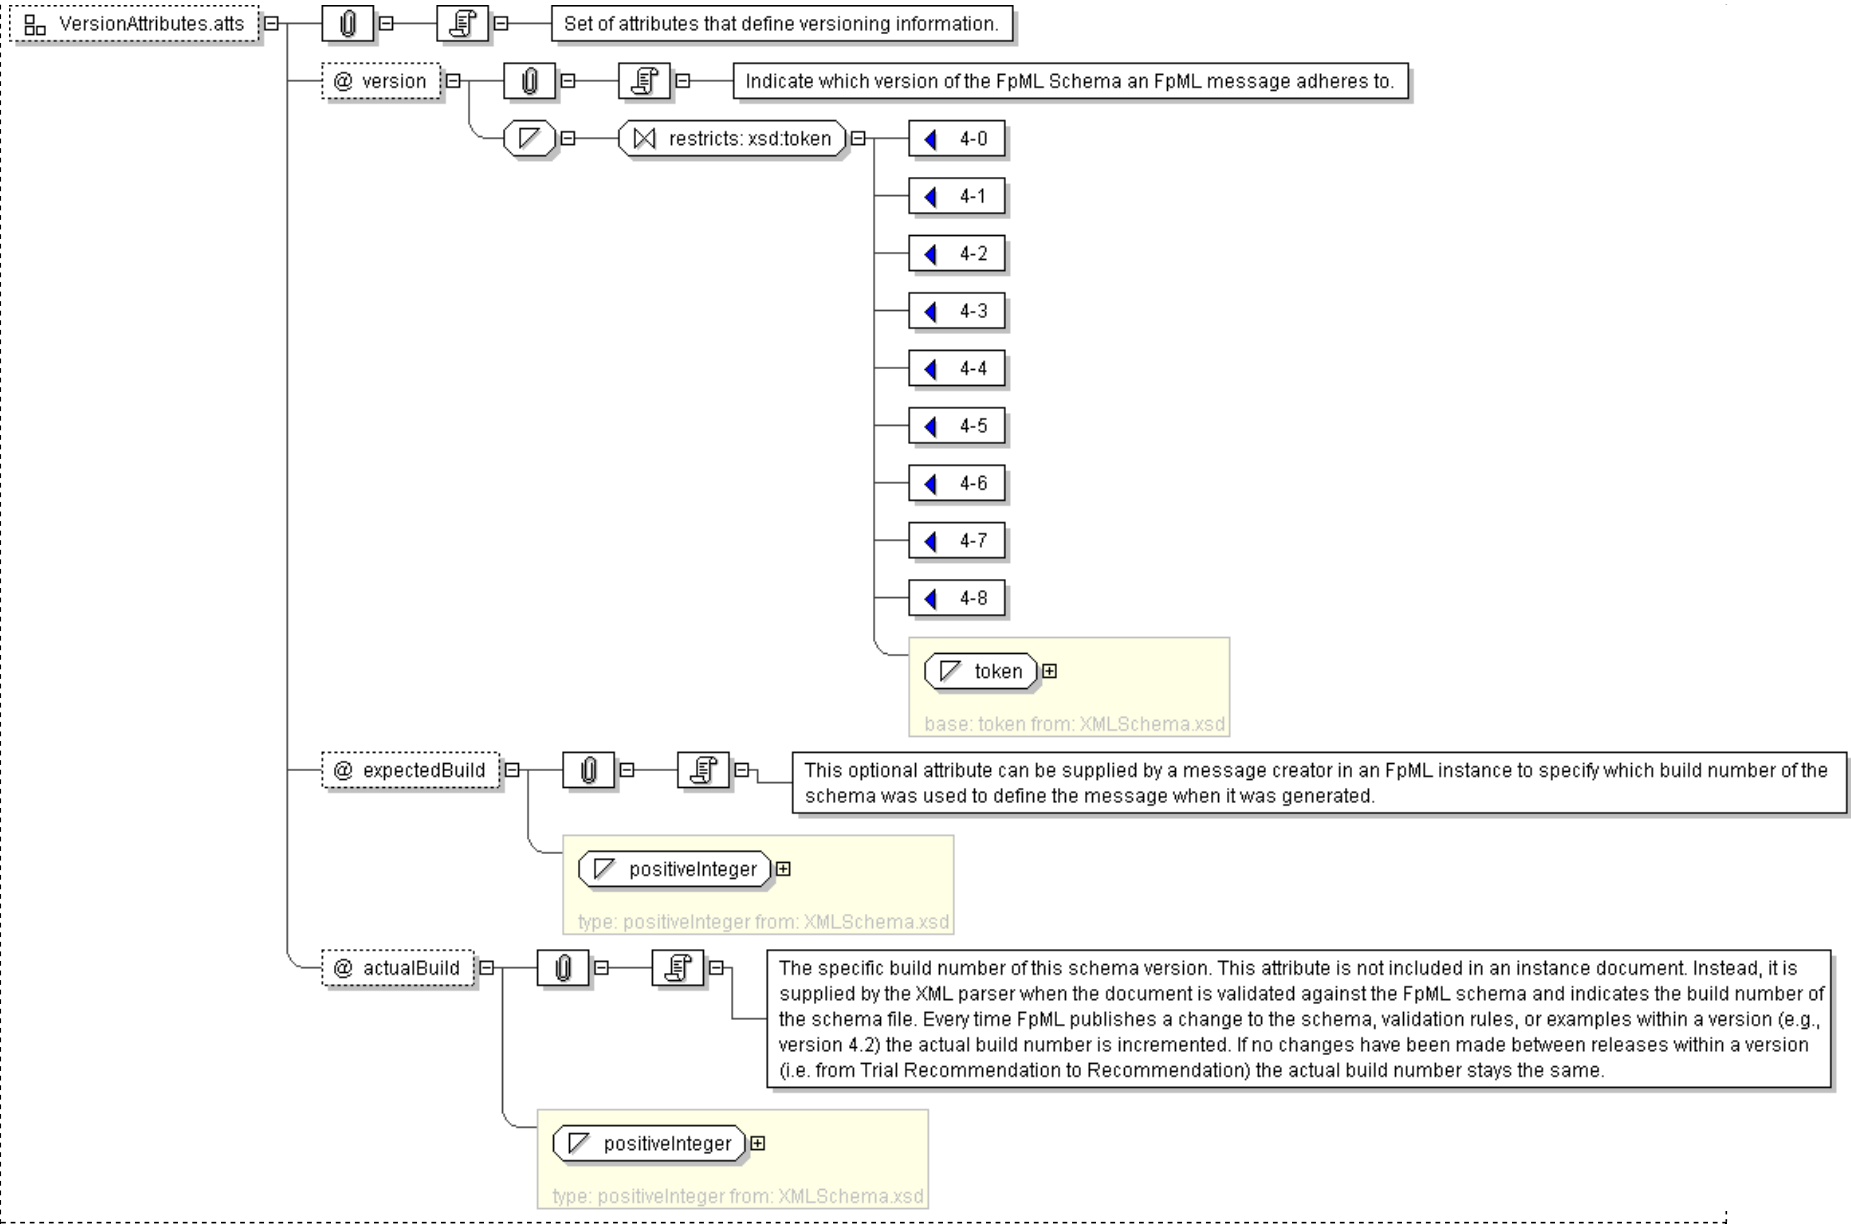 VersionAttributes.atts
Set of attributes that define versioning information.
@ version
Indicate which version of the FpML Schema an FpML message adheres to.
restricts: xsd:token
4-0
4-1
4-2
4-3
4-4
4-5
4-6
4-7
4-8
token
base: token from: XMLSchema.xsd
@ expectedBuild
This optional attribute can be supplied by a message creator in an FpML instance to specify which build number of the
schema was used to define the message when it was generated.
positiveInteger
type: positiveInteger from: XMLSchema.xsd
@ actualBuild
The specific build number of this schema version. This attribute is not included in an instance document. Instead, it is
supplied by the XML parser when the document is validated against the FpML schema and indicates the build number of
the schema file. Every time FpML publishes a change to the schema, validation rules, or examples within a version (e.g.,
version 4.2) the actual build number is incremented. If no changes have been made between releases within a version
(i.e. from Trial Recommendation to Recommendation) the actual build number stays the same.
positiveInteger
type: positiveInteger from: XMLSchema.xsd